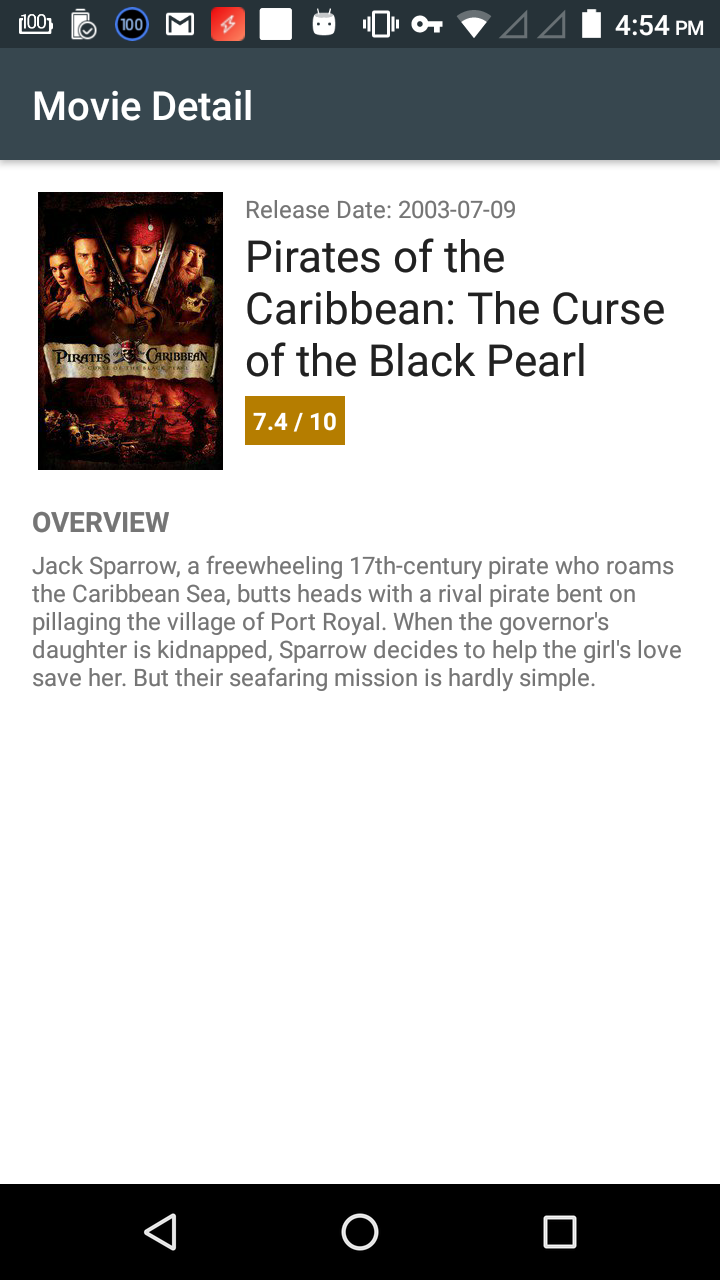 100
100
4:54 PM
Movie Detail
PIRATES OF THE CARIBBEAN
Release Date: 2003-07-09
Pirates of the
Caribbean: The Curse
of the Black Pearl
7.4 / 10
OVERVIEW
Jack Sparrow, a freewheeling 17th-century pirate who roams
the Caribbean Sea, butts heads with a rival pirate bent on
pillaging the village of Port Royal. When the governor's
daughter is kidnapped, Sparrow decides to help the girl's love
save her. But their seafaring mission is hardly simple.